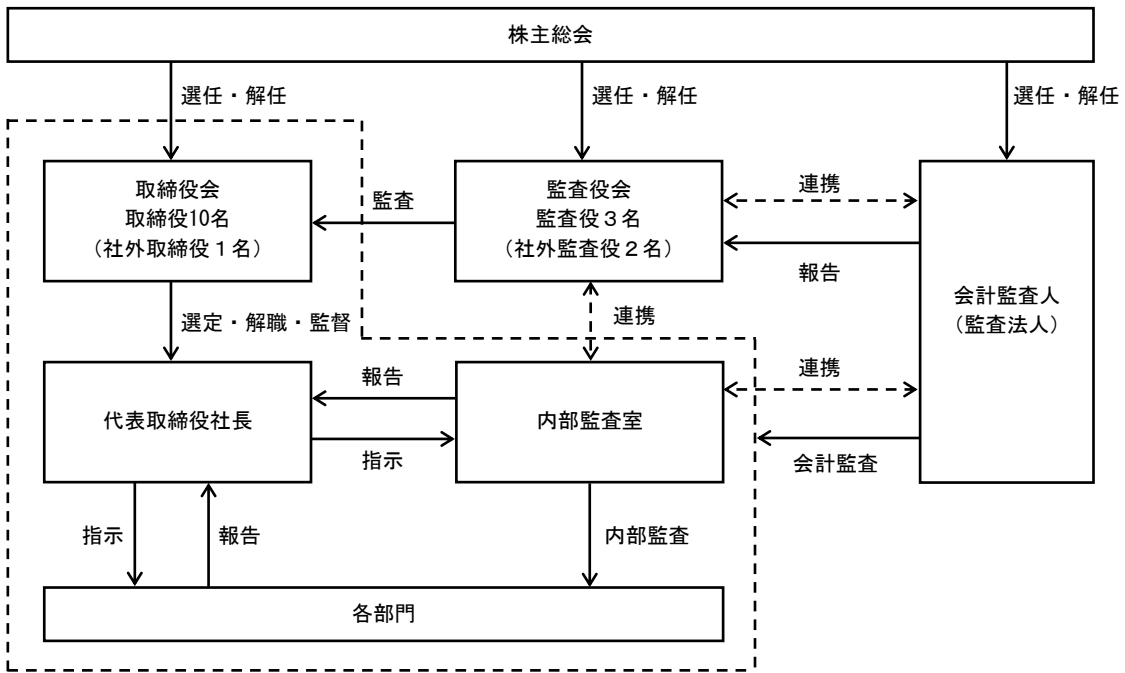 株主総会
選任・解任
選任・解任
選任・解任
取締役会
取締役10名
（社外取締役１名）
監査
監査役会
監査役３名
（社外監査役２名）
連携
報告
会計監査人
（監査法人）
選定・解職・監督
連携
代表取締役社長
報告
指示
内部監査室
連携
会計監査
指示
報告
内部監査
各部門